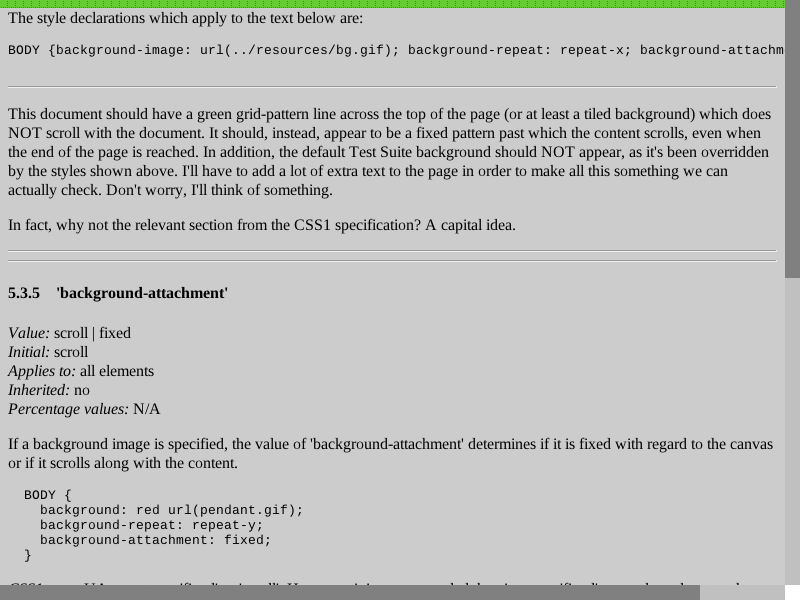 The style declarations which apply to the text below are:
BODY {background-image: url(../resources/bg.gif); background-repeat: repeat-x; background-attachm
This document should have a green grid-pattern line across the top of the page (or at least a tiled background) which does
NOT scroll with the document. It should, instead, appear to be a fixed pattern past which the content scrolls, even when
the end of the page is reached. In addition, the default Test Suite background should NOT appear, as it's been overridden
by the styles shown above. I'll have to add a lot of extra text to the page in order to make all this something we can
actually check. Don't worry, I'll think of something.
In fact, why not the relevant section from the CSS1 specification? A capital idea.
5.3.5 'background-attachment'
Value: scroll | fixed
Initial: scroll
Applies to: all elements
Inherited: no
Percentage values: N/A
If a background image is specified, the value of 'background-attachment' determines if it is fixed with regard to the canvas
or if it scrolls along with the content.
BODY {
background: red url(pendant.gif);
background-repeat: repeat-y;
background-attachment: fixed;
}